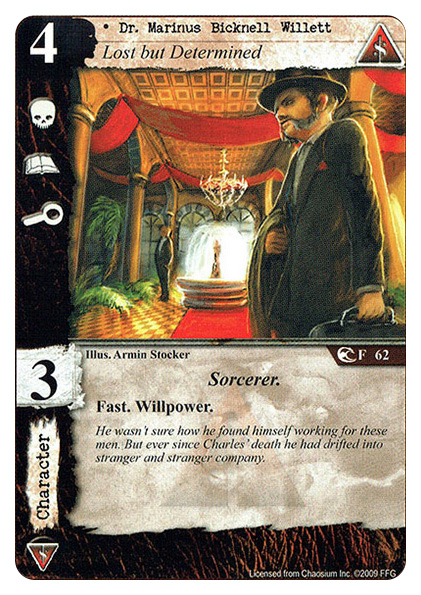 4
• Dr. Marinus Bicknell Willett
Lost but Determined
Illus. Armin Stocker
F 62
3
Sorcerer.
Fast. Willpower.
He wasn't sure how he found himself working for these
men. But ever since Charles' death he had drifted into
stranger and stranger company.
Character
Licensed from Chaosium Inc. ©2009 FFG